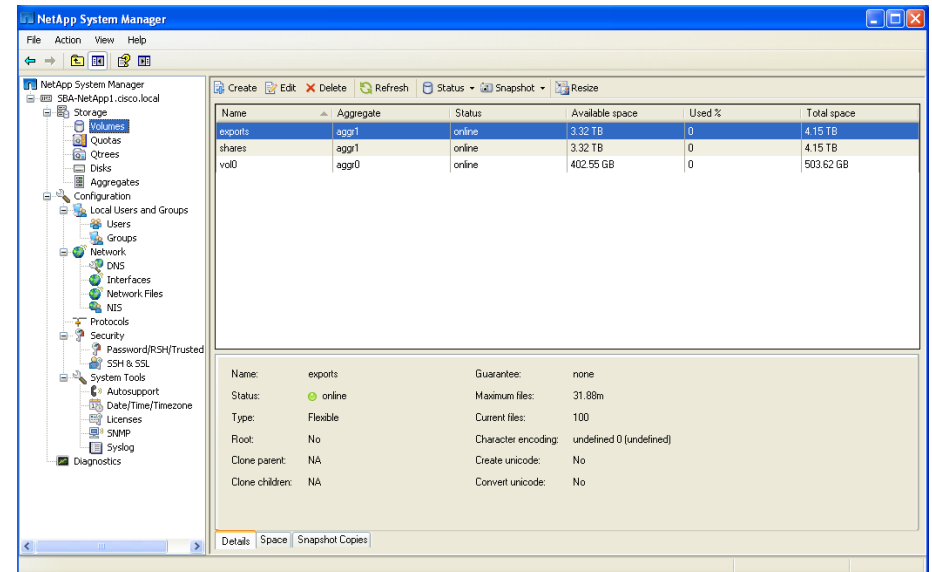 NetApp System Manager
File Action View Help
NetApp System Manager
SBA-NetApp1.cisco.local
Storage
Volumes
Quotas
Qtrees
Disks
Aggregates
Configuration
Local Users and Groups
Users
Groups
Network
DNS
Interfaces
Network Files
NIS
Protocols
Security
Password/RSH/Trusted
SSH & SSL
System Tools
Autosupport
Date/Time/Timezone
Licenses
SNMP
Syslog
Diagnostics
Create Edit Delete Refresh Status Snapshot Resize
Name Aggregate Status Available space Used % Total space
exports aggr1 online 3.32 TB 0 4.15 TB
shares aggr1 online 3.32 TB 0 4.15 TB
vol0 aggr0 online 402.55 GB 0 503.62 GB
Name: exports Guarantee: none
Status: online Maximum files: 31.88m
Type: Flexible Current files: 100
Root: No Character encoding: undefined 0 (undefined)
Clone parent: NA Create unicode: No
Clone children: NA Convert unicode: No
Details Space Snapshot Copies